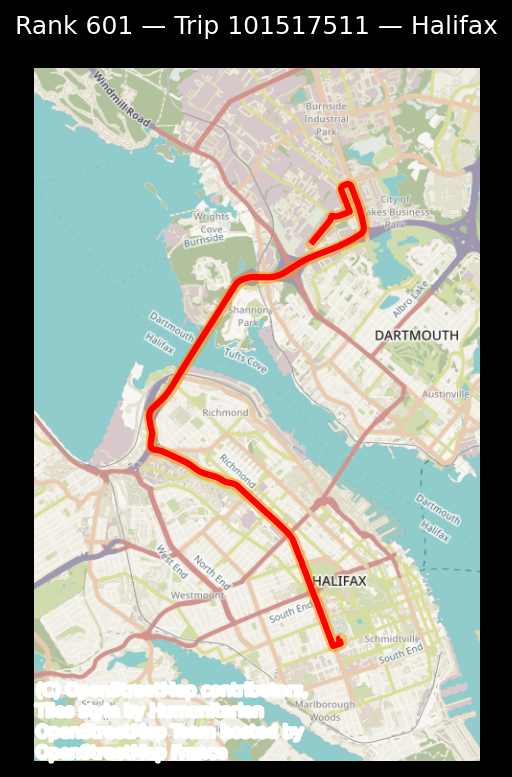 Rank 601 — Trip 101517511 — Halifax
Windmill Road
Burnside
Industrial
Park
City of
Lakes Business
Park
Wrights
Cove
Burnside
Albro Lake
Shannon
Park
Dartmouth
Halifax
Tufts Cove
DARTMOUTH
Austinville
Richmond
Richmond
Dartmouth
Halifax
West End
North End
HALIFAX
Westmount
South End
Schmidtville
South End
Marlborough
Woods
(C) OpenStreetMap contributors,
Tiles style by Humanitarian
OpenStreetMap Team hosted by
OpenStreetMap France